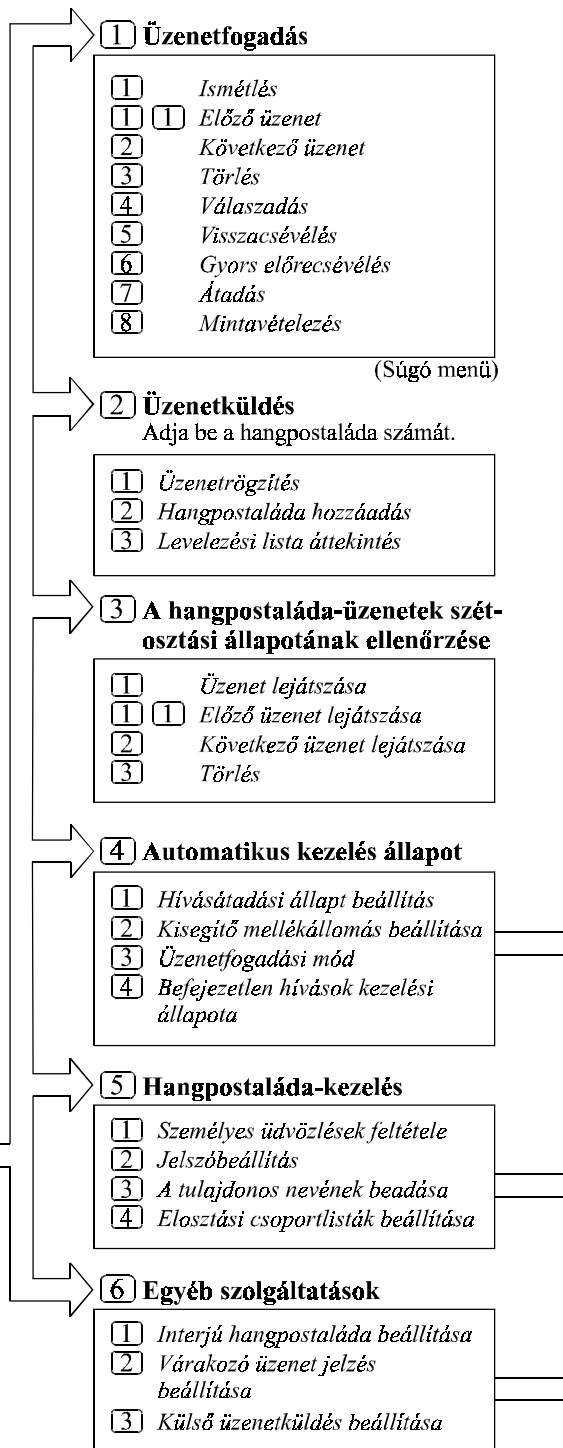 1 Üzenetfogadás
1 Ismétlés
1 1 Előző üzenet
2 Következő üzenet
3 Törlés
4 Válaszadás
5 Visszacsévélés
6 Gyors előrecsévélés
7 Átadás
8 Mintavételezés
(Súgó menü)
2 Üzenetküldés
Adja be a hangpostaláda számát.
1 Üzenetrögzítés
2 Hangpostaláda hozzáadás
3 Levelezési lista áttekintés
3 A hangpostaláda-üzenetek szét-
osztási állapotának ellenőrzése
1 Üzenet lejátszása
1 1 Előző üzenet lejátszása
2 Következő üzenet lejátszása
3 Törlés
4 Automatikus kezelés állapot
1 Hívásátadási állapt beállítás
2 Kisegítő mellékállomás beállítása
3 Üzenetfogadási mód
4 Befejezetlen hívások kezelési
állapota
5 Hangpostaláda-kezelés
1 Személyes üdvözlések feltétele
2 Jelszóbeállítás
3 A tulajdonos nevének beadása
4 Elosztási csoportlisták beállítása
6 Egyéb szolgáltatások
1 Interjú hangpostaláda beállítása
2 Várakozó üzenet jelzés
beállítása
3 Külső üzenetküldés beállítása